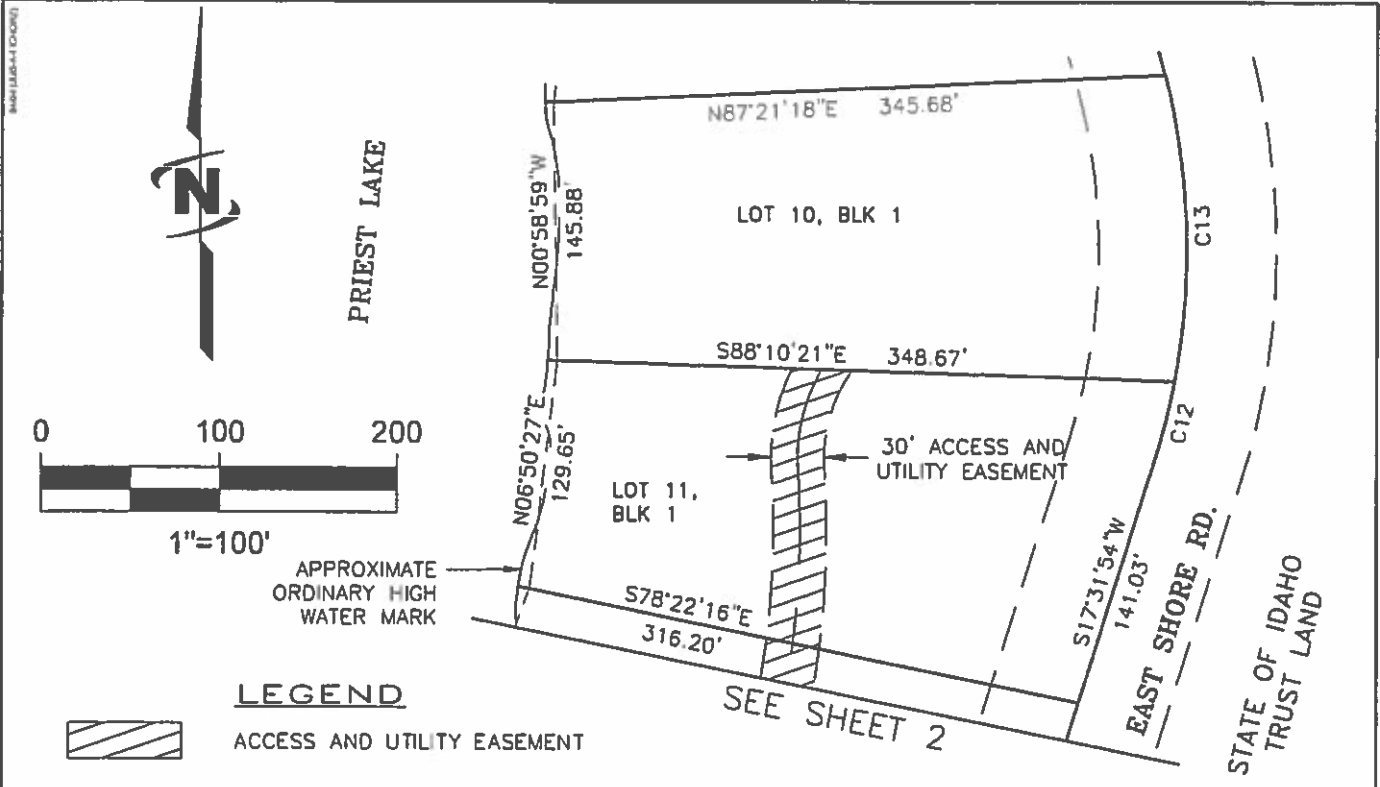 N
PRIEST LAKE
N87°21'18"E 345.68'
N00°58'59"W
145.88'
LOT 10, BLK 1
C13
S88°10'21"E 348.67'
C12
0 100 200
1"=100'
N06°50'27"E
129.65'
LOT 11,
BLK 1
30' ACCESS AND
UTILITY EASEMENT
APPROXIMATE
ORDINARY HIGH
WATER MARK
S78°22'16"E
316.20'
S17°31'54"W
141.03'
EAST SHORE RD.
STATE OF IDAHO
TRUST LAND
SEE SHEET 2
LEGEND
ACCESS AND UTILITY EASEMENT